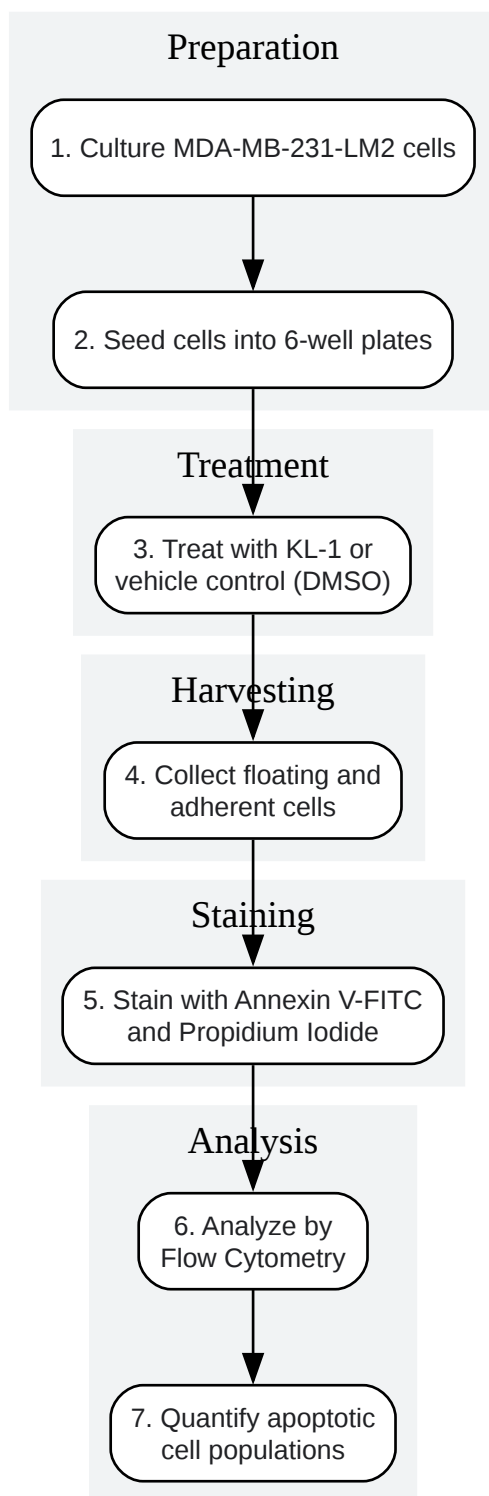 Preparation
1. Culture MDA-MB-231-LM2 cells
2. Seed cells into 6-well plates
Treatment
3. Treat with KL-1 or
vehicle control (DMSO)
Harvesting
4. Collect floating and
adherent cells
Staining
5. Stain with Annexin V-FITC
and Propidium Iodide
Analysis
6. Analyze by
Flow Cytometry
7. Quantify apoptotic
cell populations